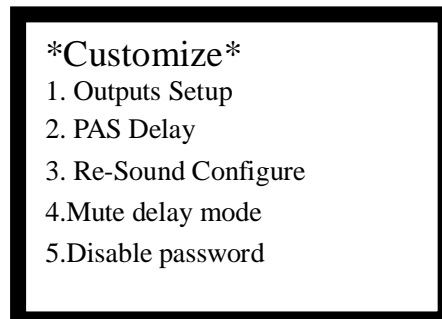 *Customize*
1. Outputs Setup
2. PAS Delay
3. Re-Sound Configure
4.Mute delay mode
5.Disable password